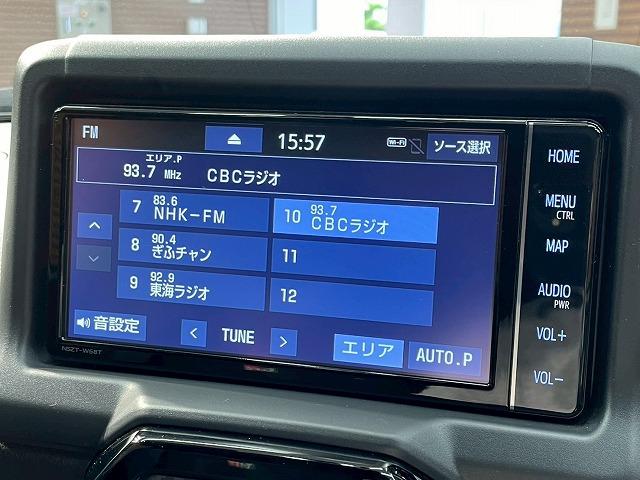 FM
15:57
Wi-Fi
ソース選択
エリア.P
93.7 MHz CBCラジオ
7 83.6 NHK-FM
10 93.7 CBCラジオ
8 90.4 ぎふチャン
11
9 92.9 東海ラジオ
12
音設定
TUNE
エリア
AUTO.P
NSZT-W68T
HOME
MENU
CTRL
MAP
AUDIO
PWR
VOL+
VOL-